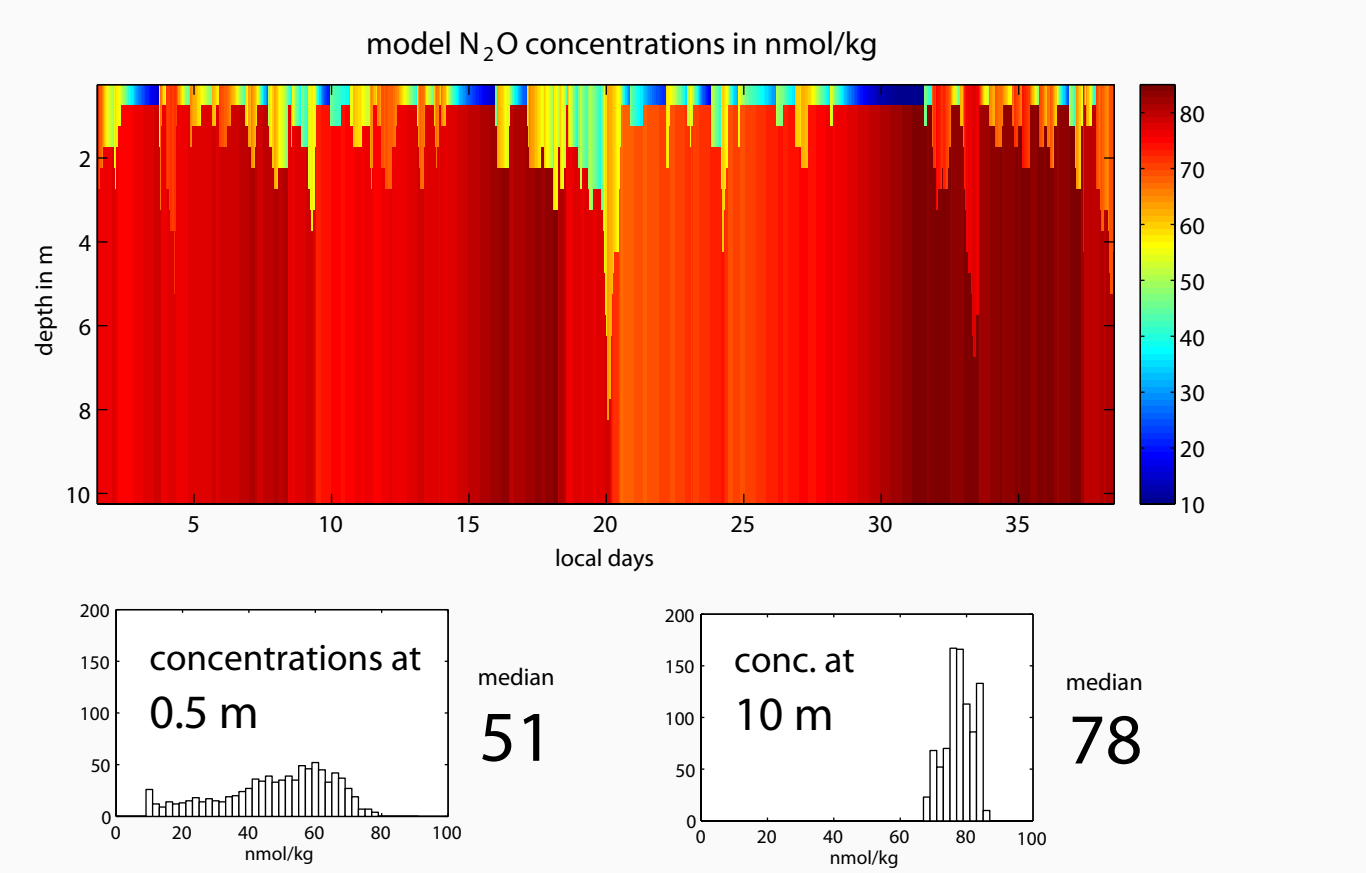 model N₂O concentrations in nmol/kg
depth in m
2
4
6
8
10
5 10 15 20 25 30 35
local days
80
70
60
50
40
30
20
10
200
150
100
50
0
concentrations at
0.5 m
0 20 40 60 80 100
nmol/kg
median
51
200
150
100
50
0
conc. at
10 m
0 20 40 60 80 100
nmol/kg
median
78